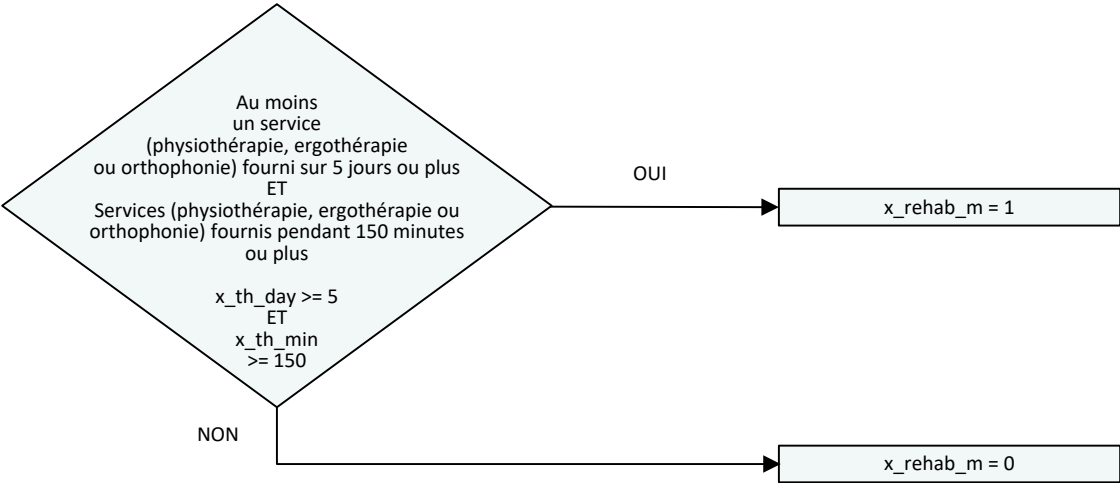 Au moins
un service
(physiothérapie, ergothérapie
ou orthophonie) fourni sur 5 jours ou plus
ET
Services (physiothérapie, ergothérapie ou
orthophonie) fournis pendant 150 minutes
ou plus
x_th_day >= 5
ET
x_th_min
>= 150
OUI
x_rehab_m = 1
NON
x_rehab_m = 0